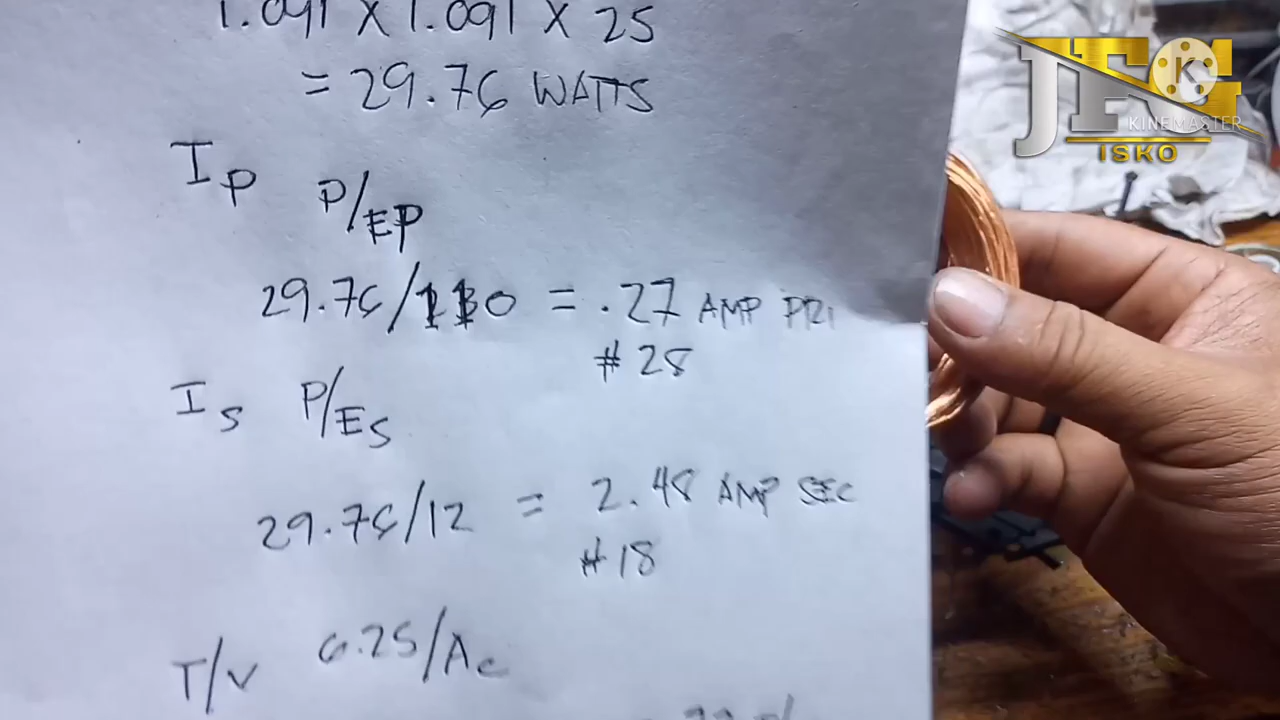 1.091 X 1.091 X 25
= 29.76 WATTS
IP P/EP
29.76/110 = .27 AMP PRI
#28
IS P/ES
29.76/12 = 2.48 AMP SEC
#18
T/V 6.25/AC
JFG
K
KINEMASTER
ISKO